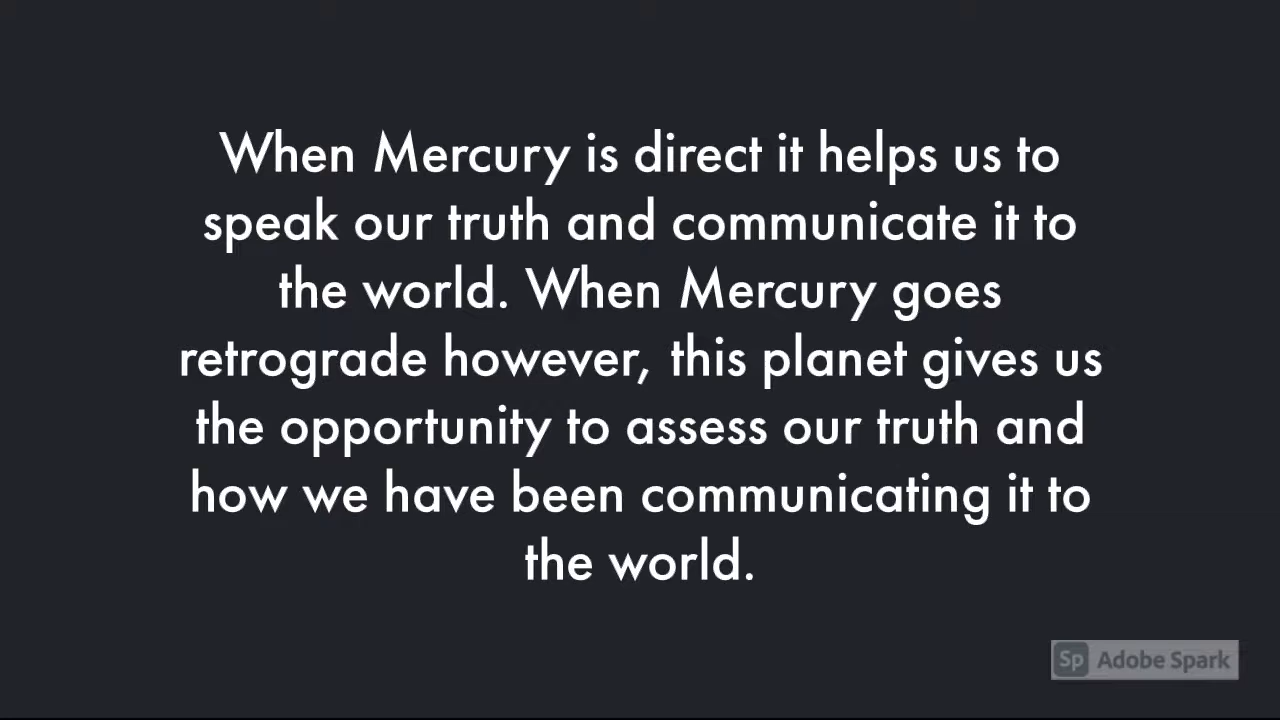 When Mercury is direct it helps us to
speak our truth and communicate it to
the world. When Mercury goes
retrograde however, this planet gives us
the opportunity to assess our truth and
how we have been communicating it to
the world.
Sp Adobe Spark